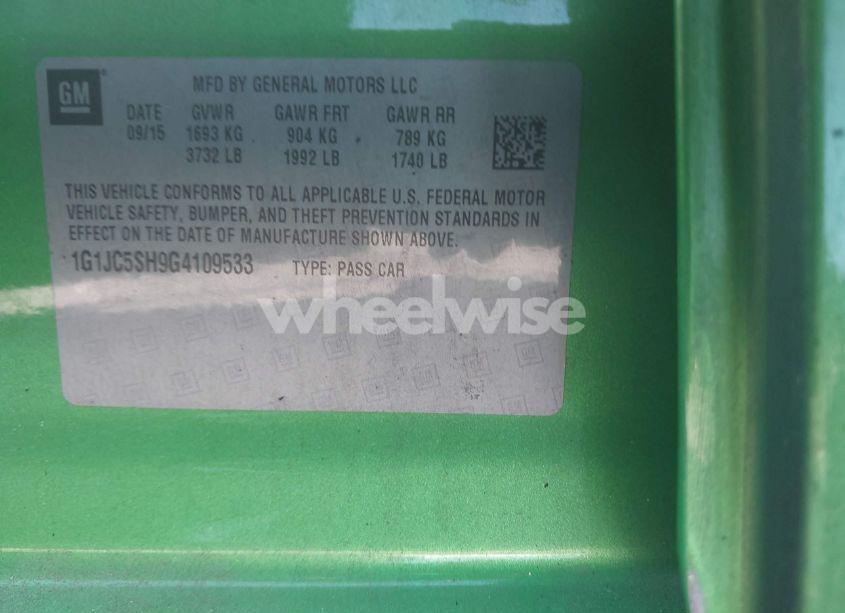 GM
MFD BY GENERAL MOTORS LLC
DATE GVWR GAWR FRT GAWR RR
09/15 1693 KG 904 KG 789 KG
3732 LB 1992 LB 1740 LB
THIS VEHICLE CONFORMS TO ALL APPLICABLE U.S. FEDERAL MOTOR
VEHICLE SAFETY, BUMPER, AND THEFT PREVENTION STANDARDS IN
EFFECT ON THE DATE OF MANUFACTURE SHOWN ABOVE.
1G1JC5SH9G4109533 TYPE: PASS CAR
wheelwise